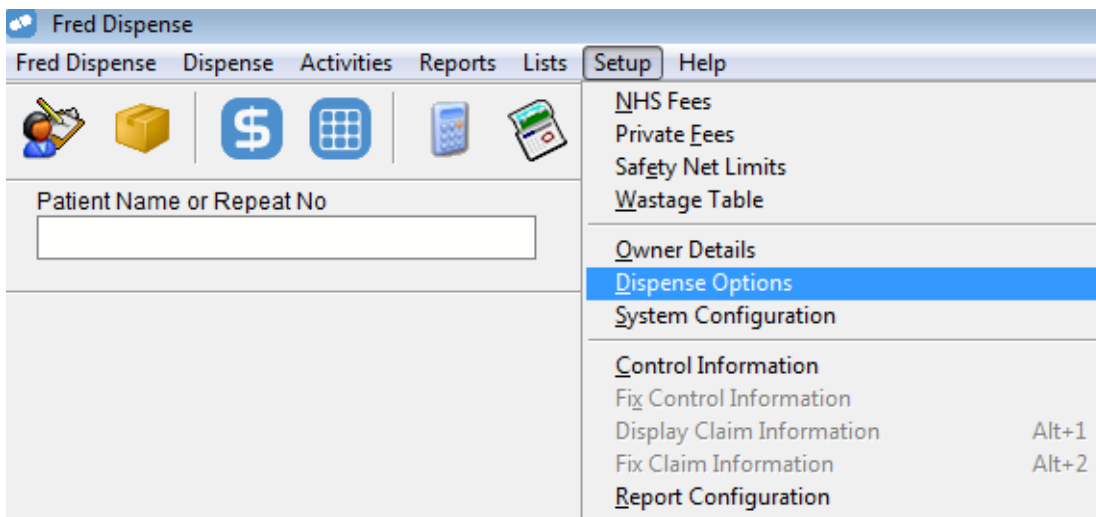 Fred Dispense
Fred Dispense Dispense Activities Reports Lists Setup Help
Patient Name or Repeat No
NHS Fees
Private Fees
Safety Net Limits
Wastage Table
Owner Details
Dispense Options
System Configuration
Control Information
Fix Control Information
Display Claim Information Alt+1
Fix Claim Information Alt+2
Report Configuration